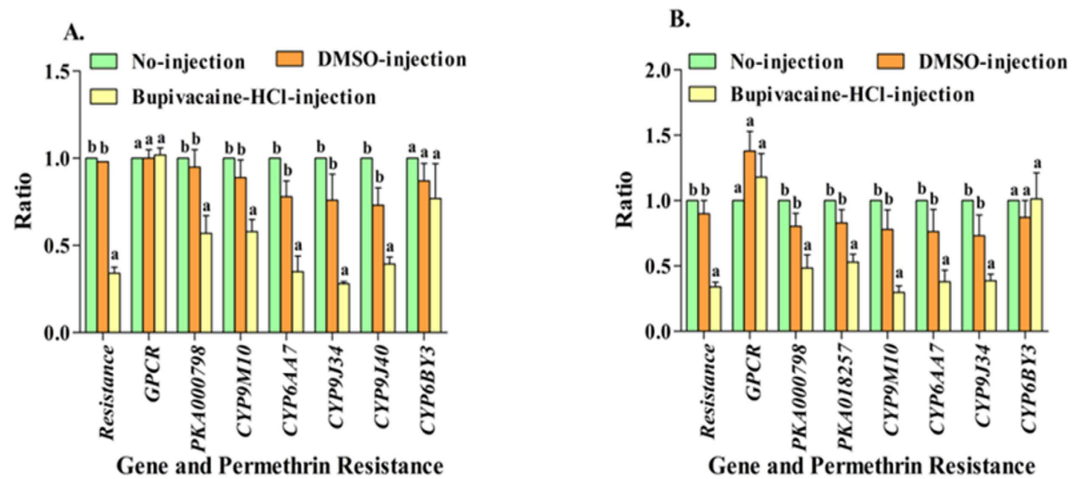 A.
No-injection
DMSO-injection
Bupivacaine-HCl-injection
1.5
1.0
0.5
0.0
Ratio
b b
a
a a a
b b
a
b b
a
b
b
a
b
b
a
b
b
a
a
a a
Resistance
GPCR
PKA000798
CYP9M10
CYP6AA7
CYP9J34
CYP9J40
CYP6BY3
Gene and Permethrin Resistance
B.
No-injection
DMSO-injection
Bupivacaine-HCl-injection
2.0
1.5
1.0
0.5
0.0
Ratio
b b
a
a
a
a
b
b
a
b
b
a
b
b
a
b
b
a
b
b
a
a a
a
Resistance
GPCR
PKA000798
PKA018257
CYP9M10
CYP6AA7
CYP9J34
CYP6BY3
Gene and Permethrin Resistance